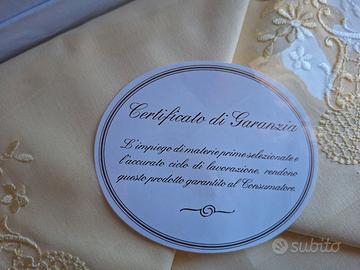 Certificato di Garanzia
L'impiego di materie prime selezionate e
l'accurato ciclo di lavorazione, rendono
questo prodotto garantito al Consumatore.
subito